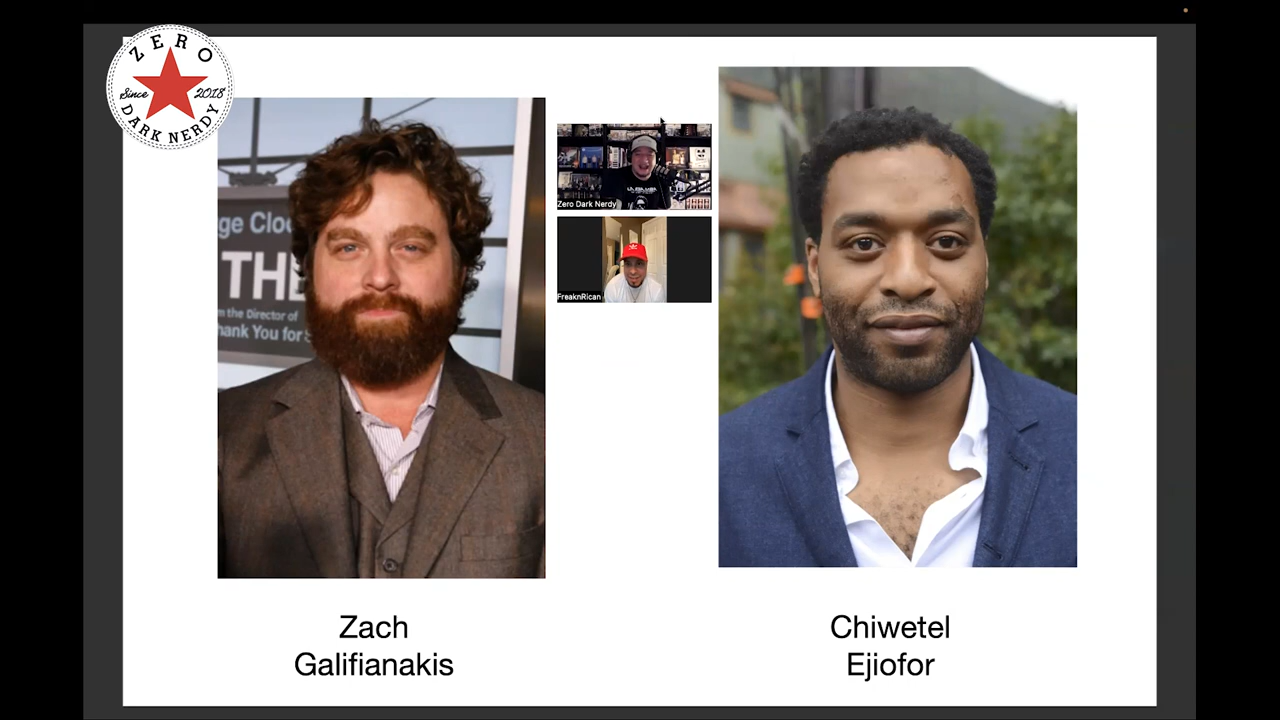 ZERO
Since 2018
DARK NERDY
ge Cloo
THE
m the Director of
hank You for S
Zero Dark Nerdy
FreaknRican
Zach
Galifianakis
Chiwetel
Ejiofor